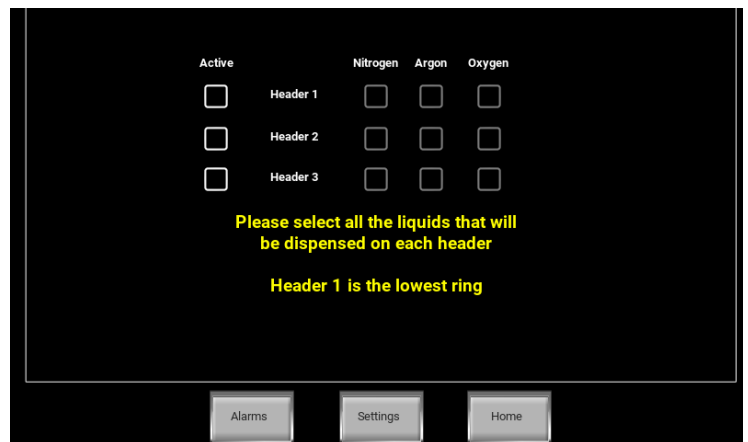 Active Nitrogen Argon Oxygen
Header 1
Header 2
Header 3
Please select all the liquids that will
be dispensed on each header
Header 1 is the lowest ring
Alarms Settings Home